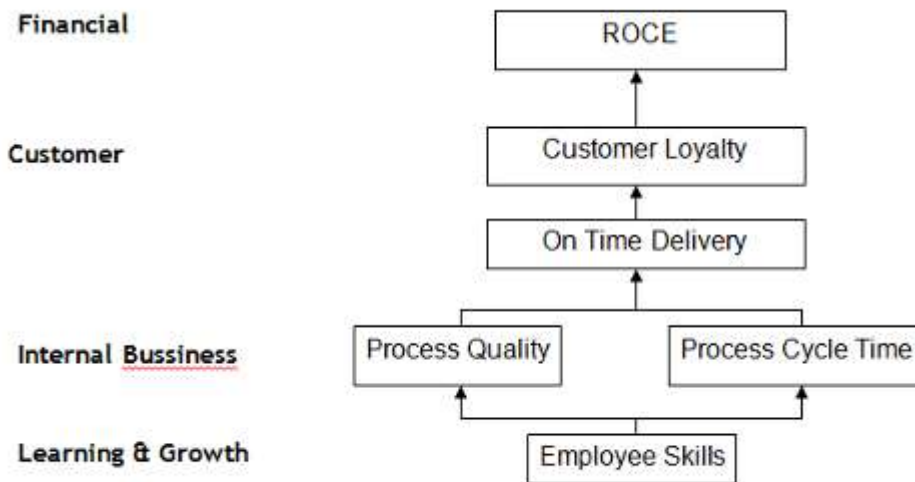 Financial
ROCE
Customer
Customer Loyalty
On Time Delivery
Internal Bussiness
Process Quality
Process Cycle Time
Learning & Growth
Employee Skills